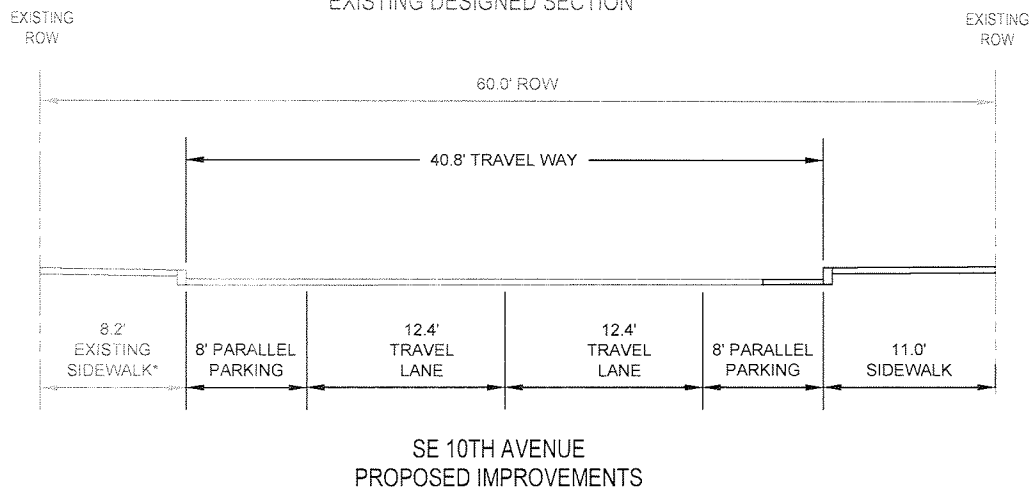 EXISTING DESIGNED SECTION
EXISTING
ROW
EXISTING
ROW
60.0' ROW
40.8' TRAVEL WAY
8.2'
EXISTING
SIDEWALK*
8' PARALLEL
PARKING
12.4'
TRAVEL
LANE
12.4'
TRAVEL
LANE
8' PARALLEL
PARKING
11.0'
SIDEWALK
SE 10TH AVENUE
PROPOSED IMPROVEMENTS